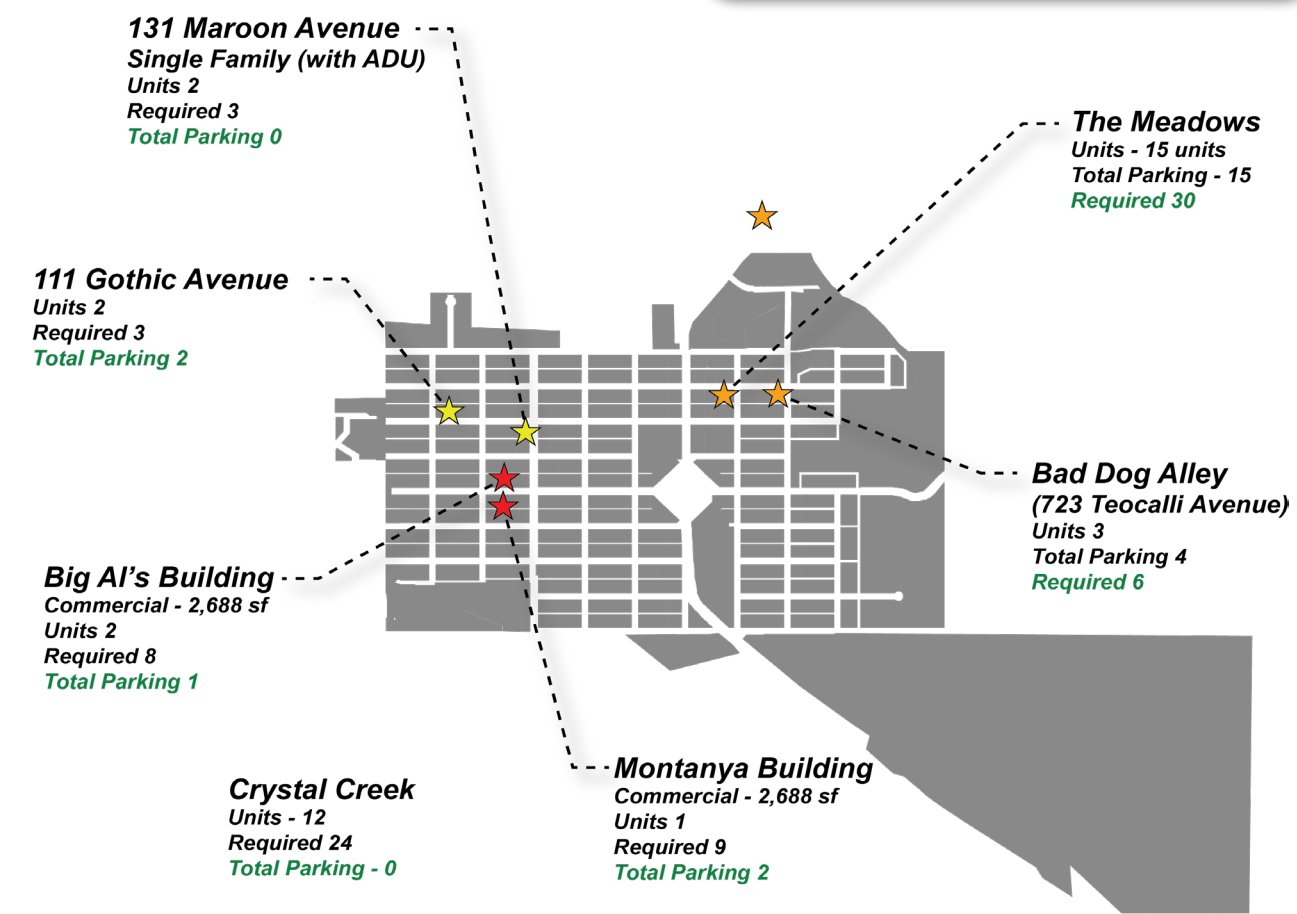 131 Maroon Avenue
Single Family (with ADU)
Units 2
Required 3
Total Parking 0
The Meadows
Units - 15 units
Total Parking - 15
Required 30
111 Gothic Avenue
Units 2
Required 3
Total Parking 2
Bad Dog Alley
(723 Teocalli Avenue)
Units 3
Total Parking 4
Required 6
Big Al's Building
Commercial - 2,688 sf
Units 2
Required 8
Total Parking 1
Montanya Building
Commercial - 2,688 sf
Units 1
Required 9
Total Parking 2
Crystal Creek
Units - 12
Required 24
Total Parking - 0